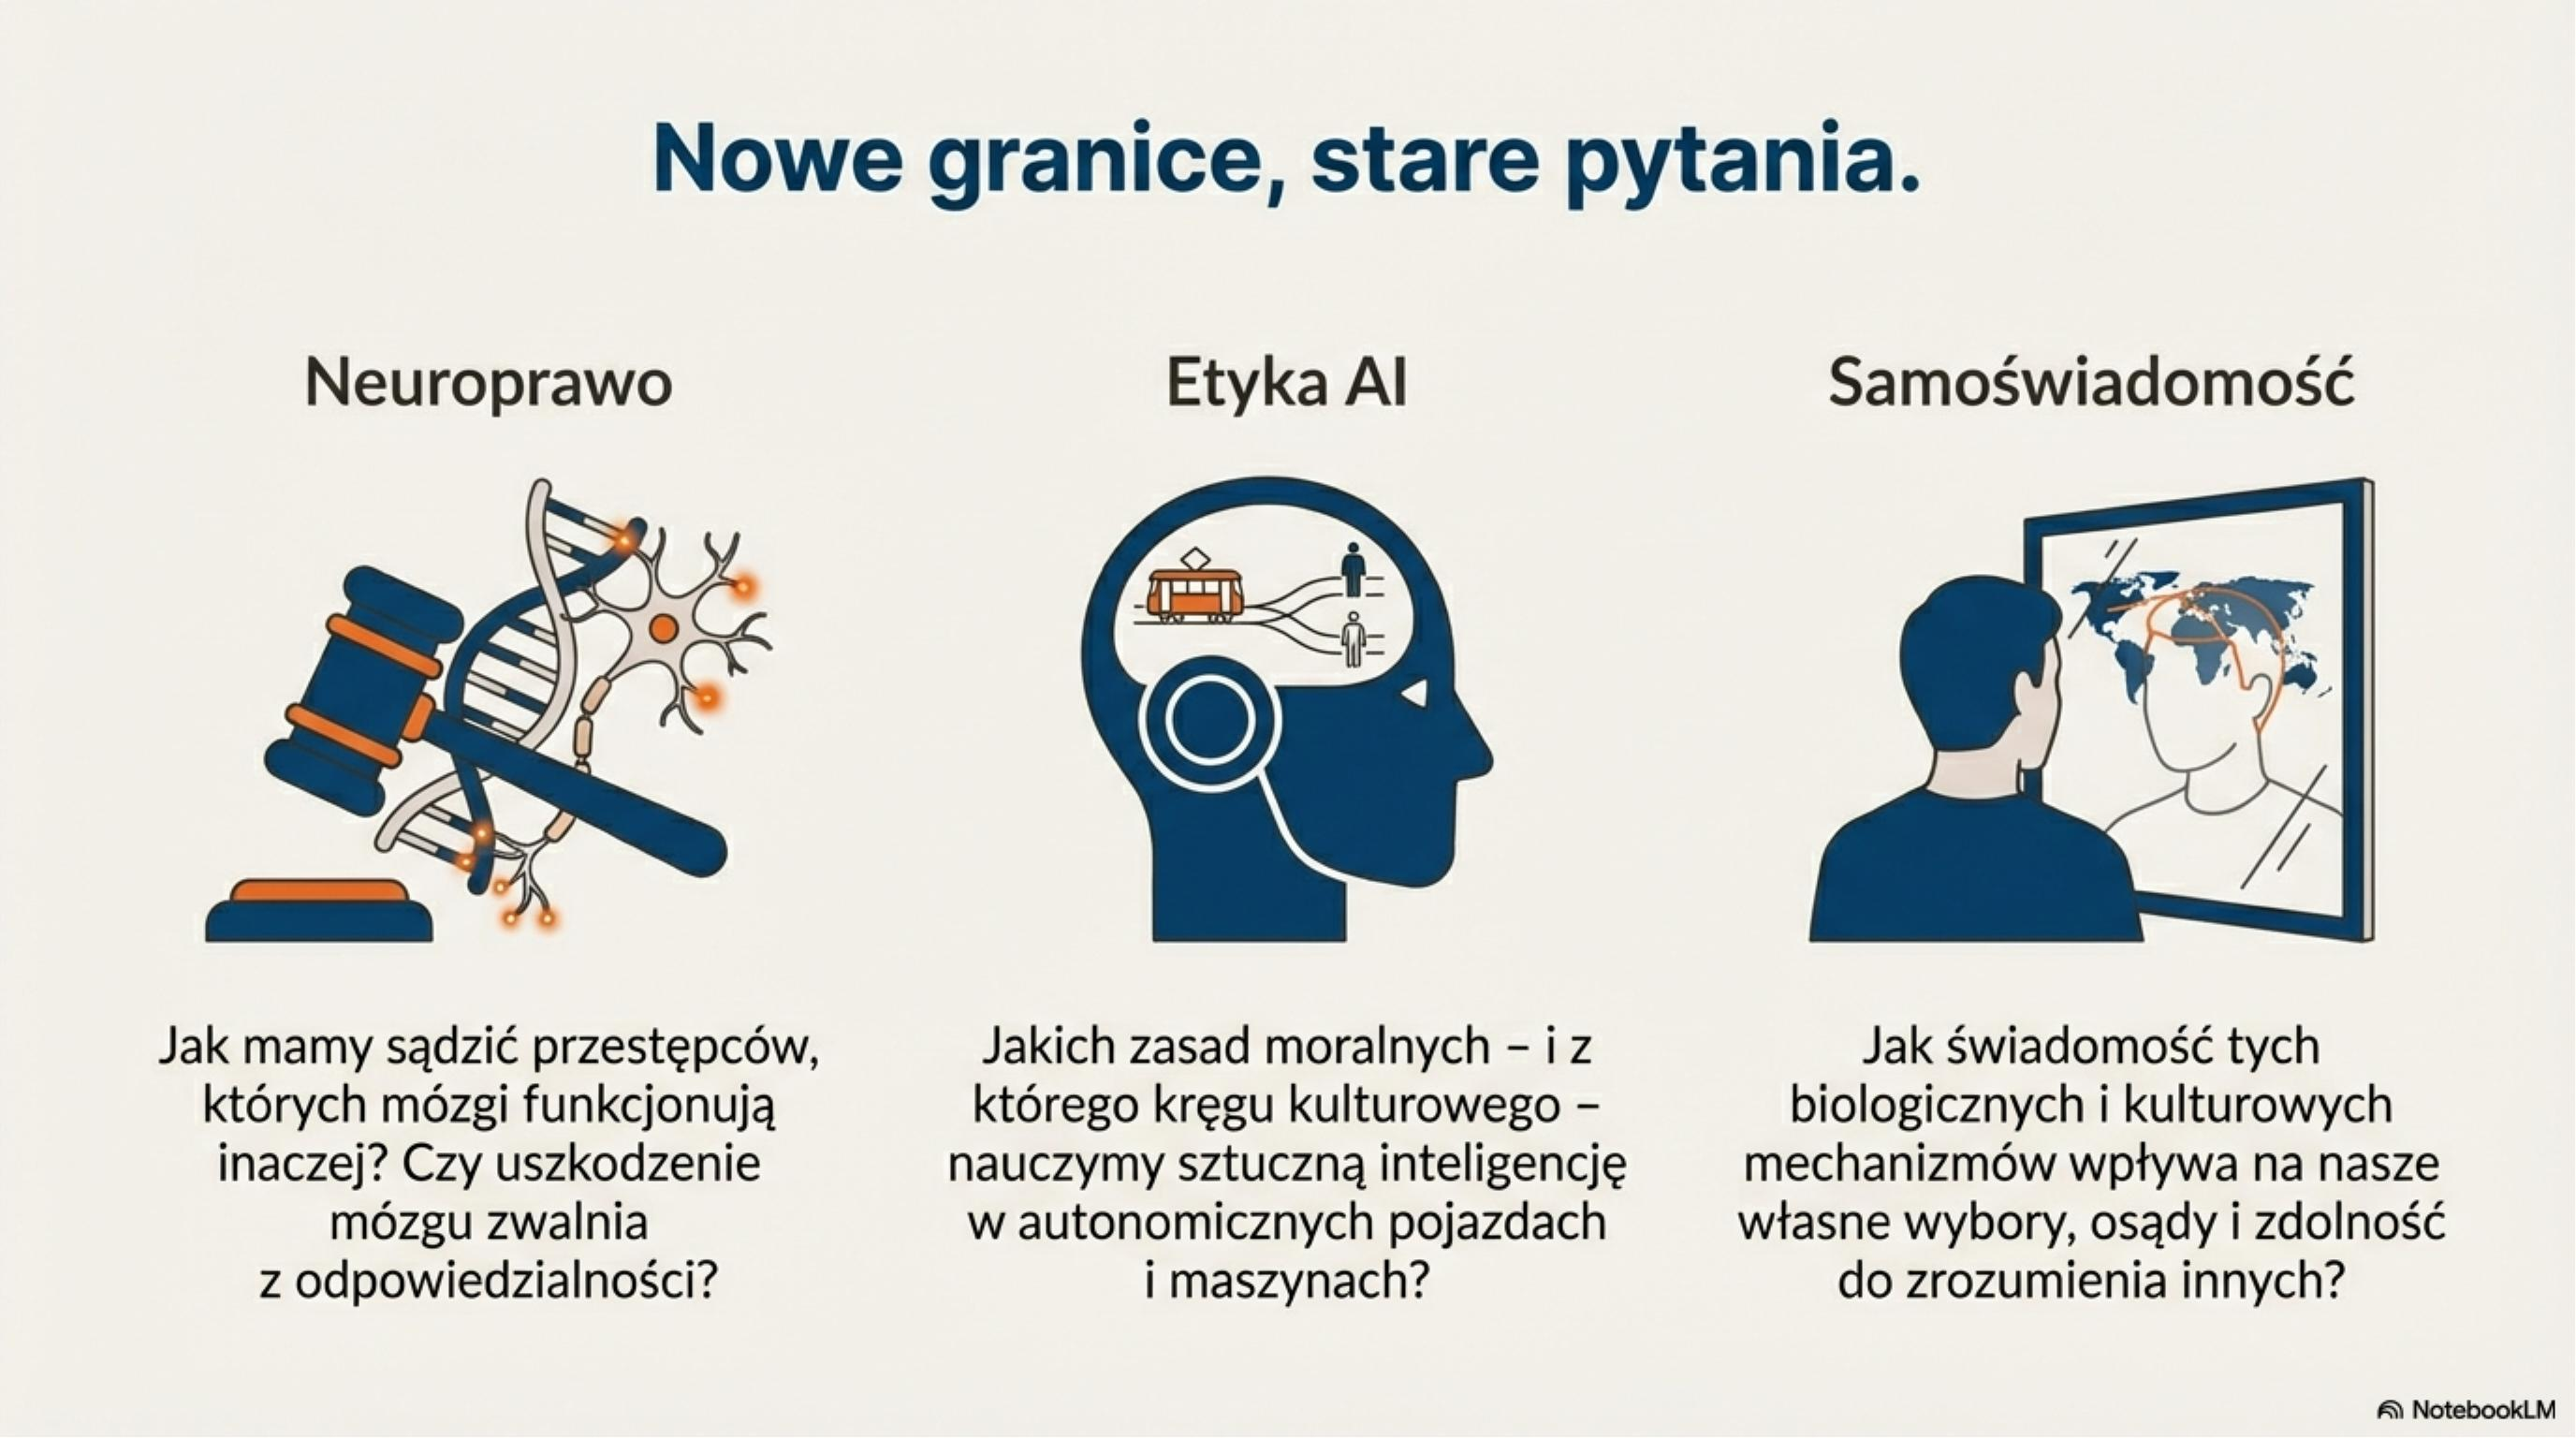 Nowe granice, stare pytania.
Neuroprawo
Jak mamy sądzić przestępców,
których mózgi funkcjonują
inaczej? Czy uszkodzenie
mózgu zwalnia
z odpowiedzialności?
Etyka AI
Jakich zasad moralnych – i z
którego kręgu kulturowego –
nauczymy sztuczną inteligencję
w autonomicznych pojazdach
i maszynach?
Samoświadomość
Jak świadomość tych
biologicznych i kulturowych
mechanizmów wpływa na nasze
własne wybory, osądy i zdolność
do zrozumienia innych?
NotebookLM